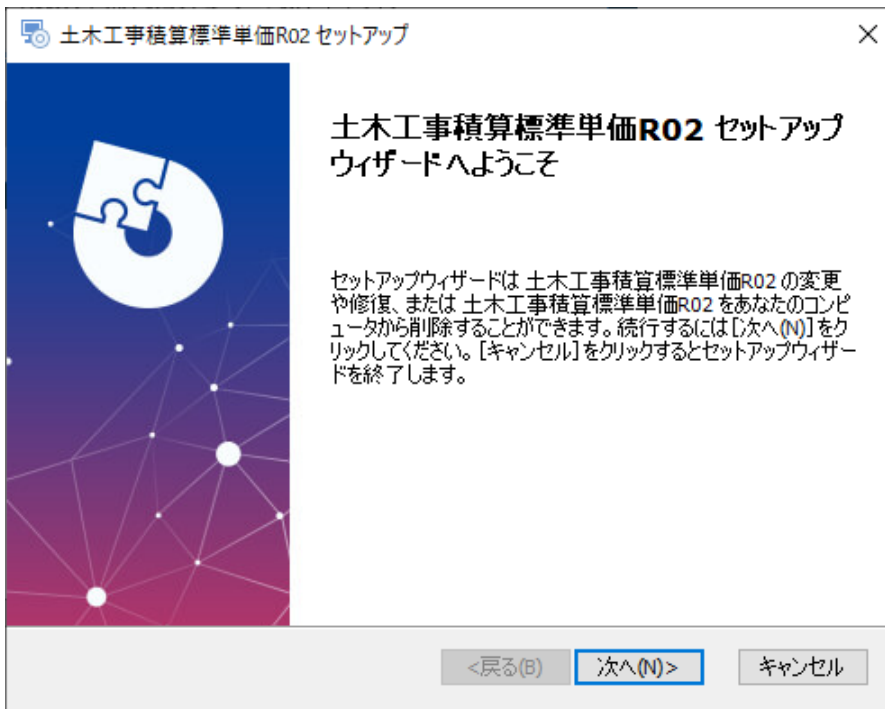 土木工事積算標準単価R02 セットアップ
土木工事積算標準単価R02 セットアップ
ウィザードへようこそ
セットアップウィザードは 土木工事積算標準単価R02 の変更
や修復、または 土木工事積算標準単価R02 をあなたのコンピ
ュータから削除することができます。続行するには[次へ(N)]をク
リックしてください。[キャンセル]をクリックするとセットアップウィザー
ドを終了します。
<戻る(B)
次へ(N)>
キャンセル